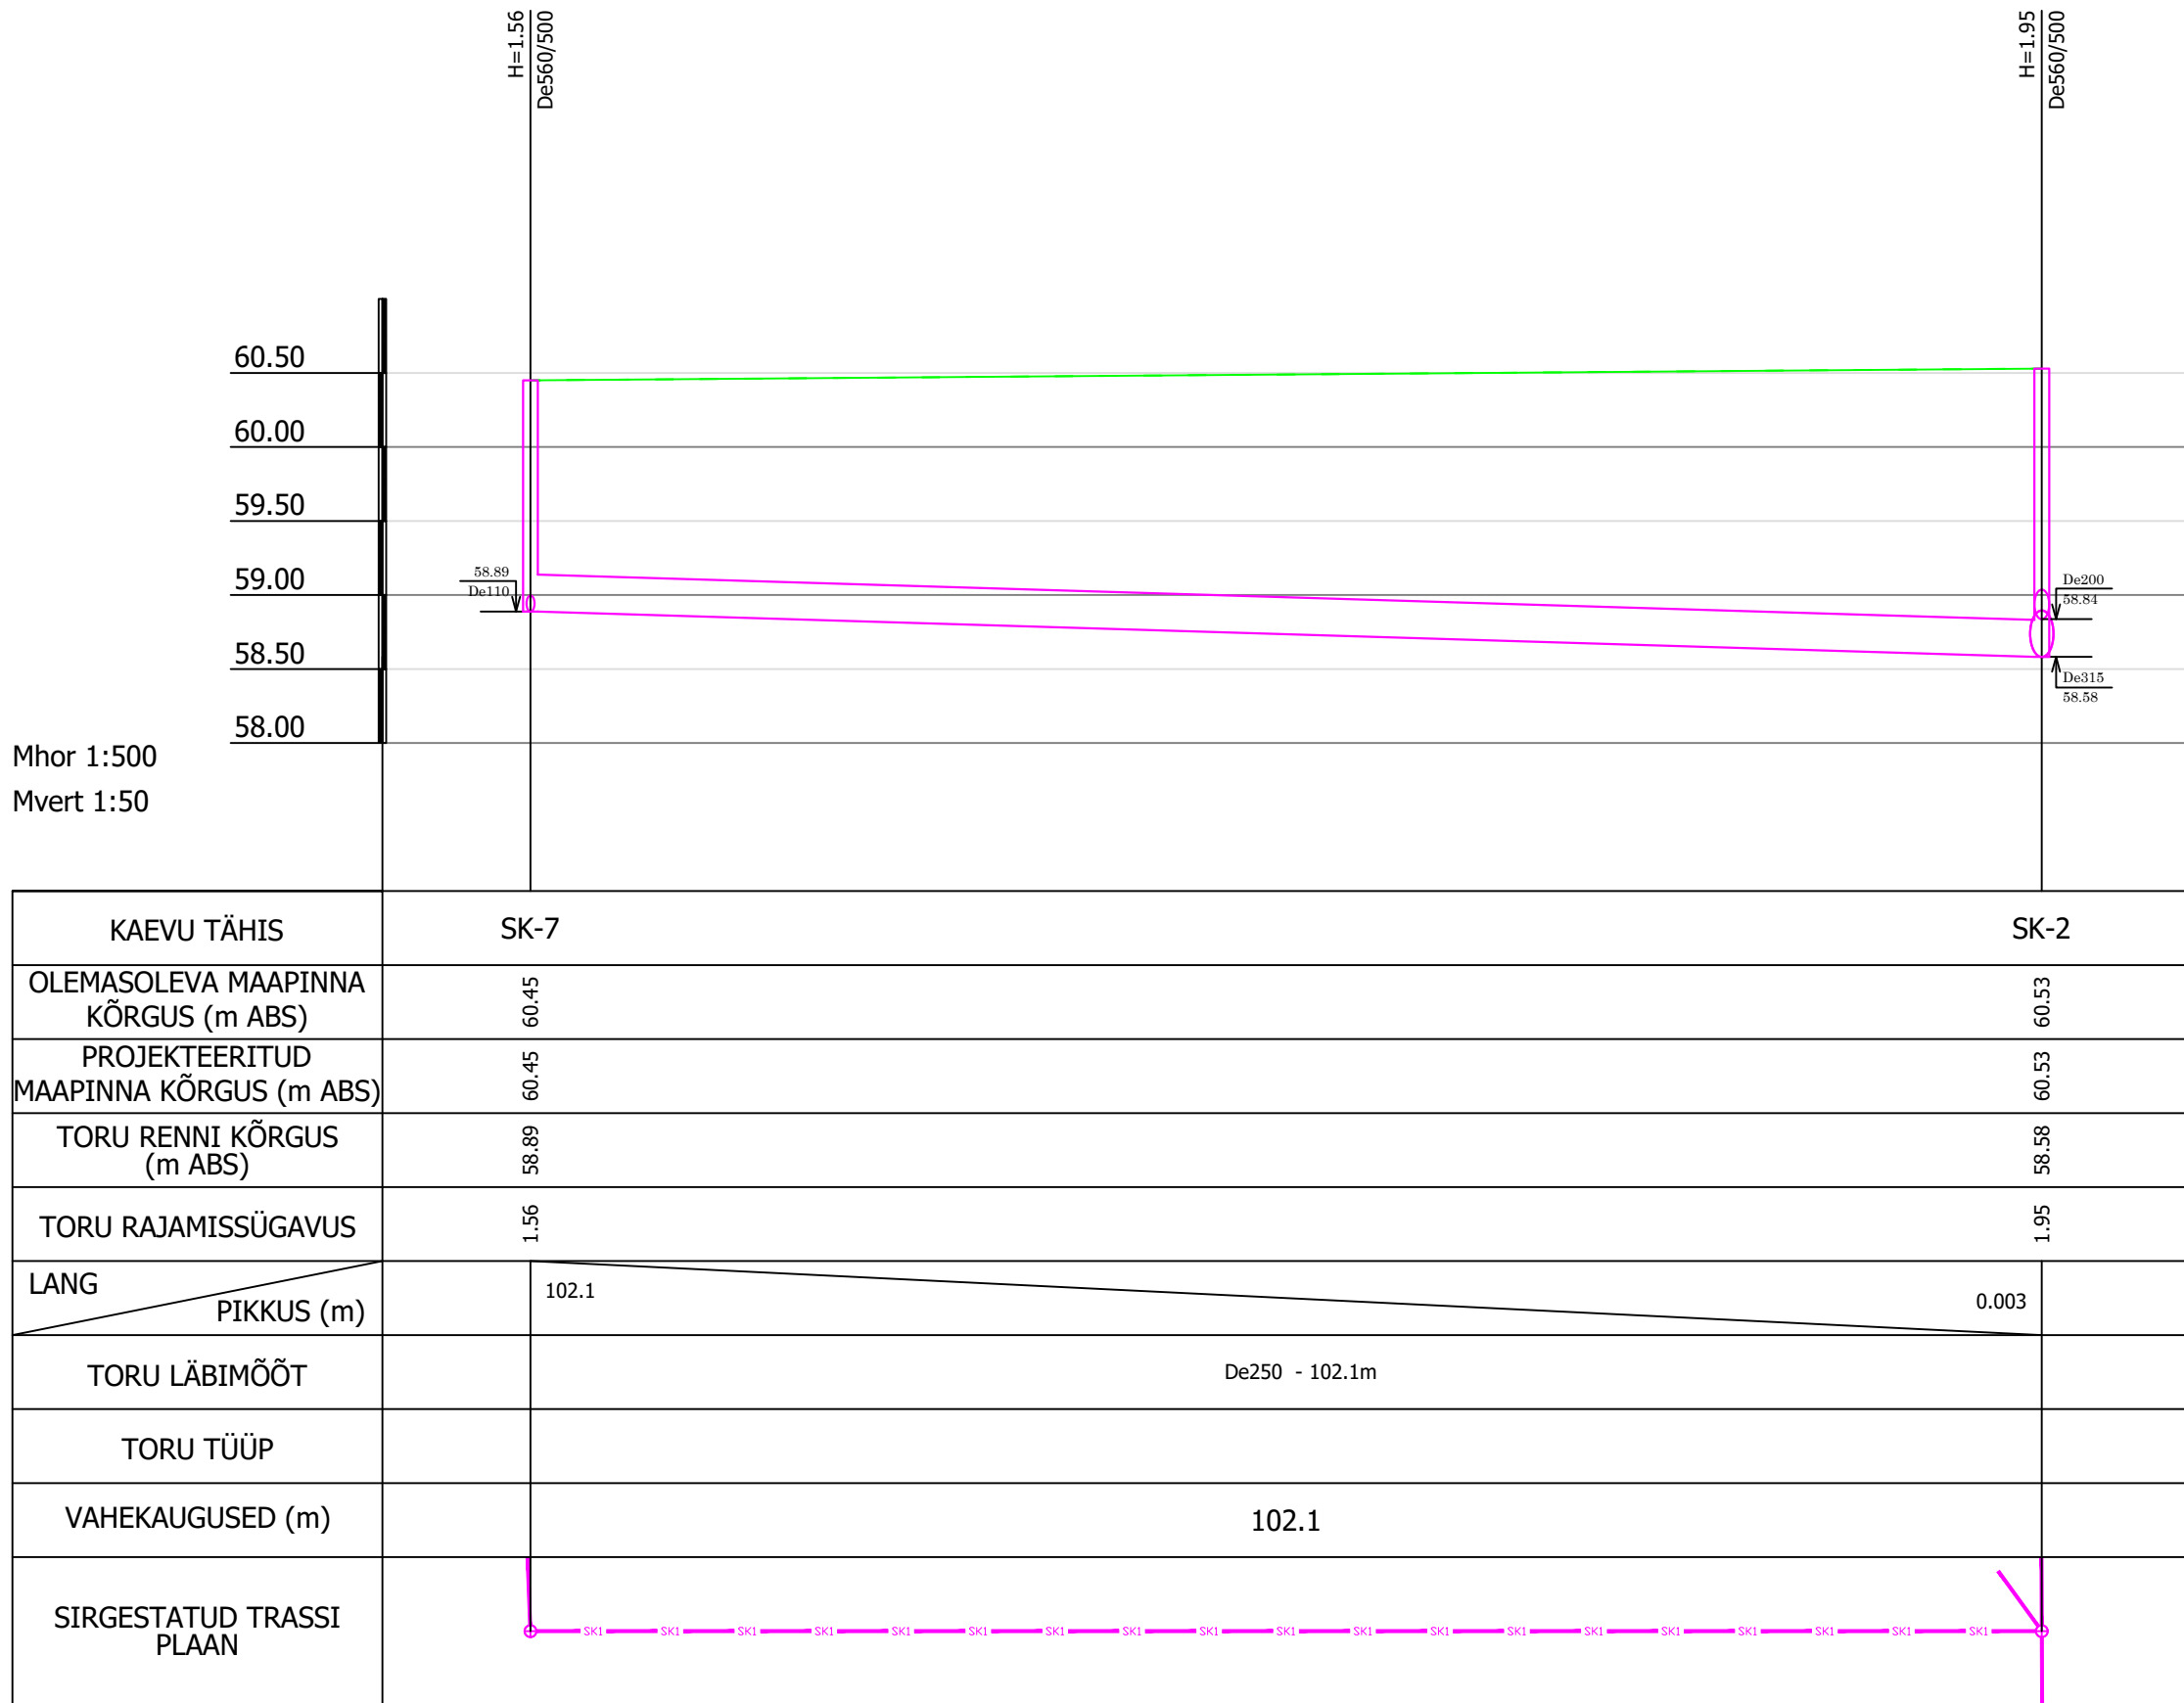 H=1.56
De560/500
H=1.95
De560/500
60.50
60.00
59.50
59.00
58.50
58.00
58.89
De110
De200
58.84
De315
58.58
Mhor 1:500
Mvert 1:50
KAEVU TÄHIS
SK-7
SK-2
OLEMASOLEVA MAAPINNA
KÕRGUS (m ABS)
60.45
60.53
PROJEKTEERITUD
MAAPINNA KÕRGUS (m ABS)
60.45
60.53
TORU RENNI KÕRGUS
(m ABS)
58.89
58.58
TORU RAJAMISSÜGAVUS
1.56
1.95
LANG
PIKKUS (m)
102.1
0.003
TORU LÄBIMÕÕT
De250 - 102.1m
TORU TÜÜP
VAHEKAUGUSED (m)
102.1
SIRGESTATUD TRASSI
PLAAN
SK1 SK1 SK1 SK1 SK1 SK1 SK1 SK1 SK1 SK1 SK1 SK1 SK1 SK1 SK1 SK1 SK1 SK1 SK1